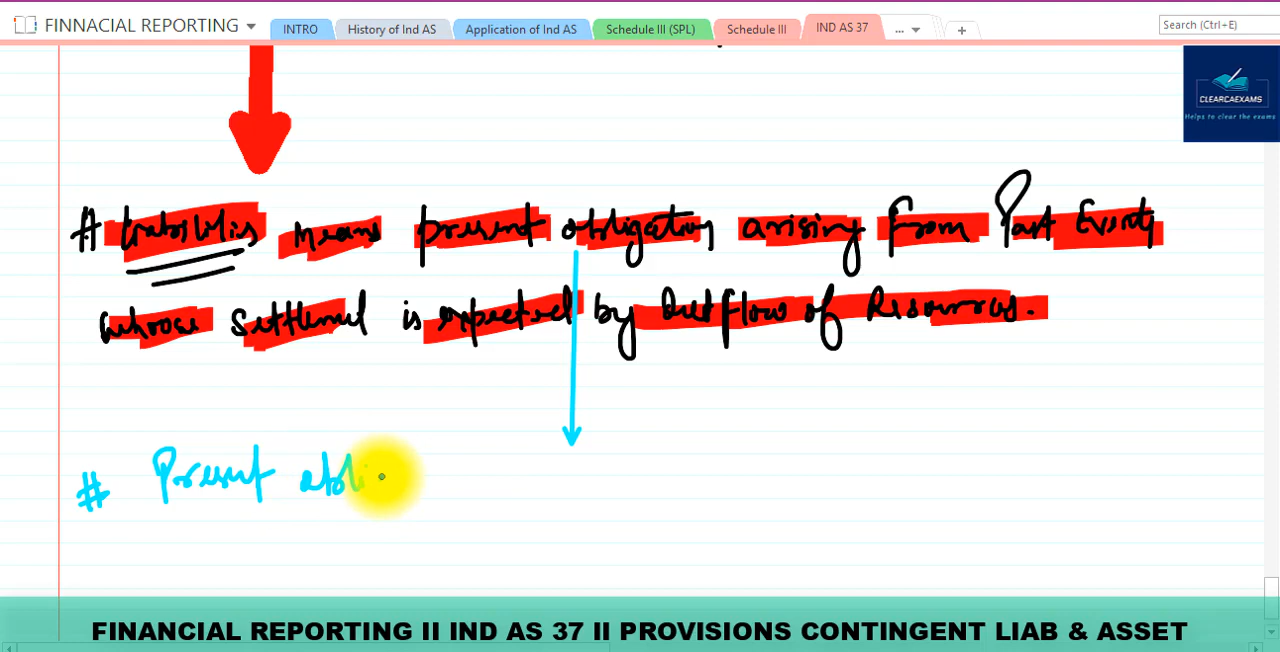 FINNACIAL REPORTING
INTRO
History of Ind AS
Application of Ind AS
Schedule III (SPL)
Schedule III
IND AS 37
...
Search (Ctrl+E)
CLEARCAEXAMS
Helps to clear the exams
# Liabilities means present obligation arising from Past Events
whose settlement is expected by outflow of Resources.
# Present obli
FINANCIAL REPORTING II IND AS 37 II PROVISIONS CONTINGENT LIAB & ASSET